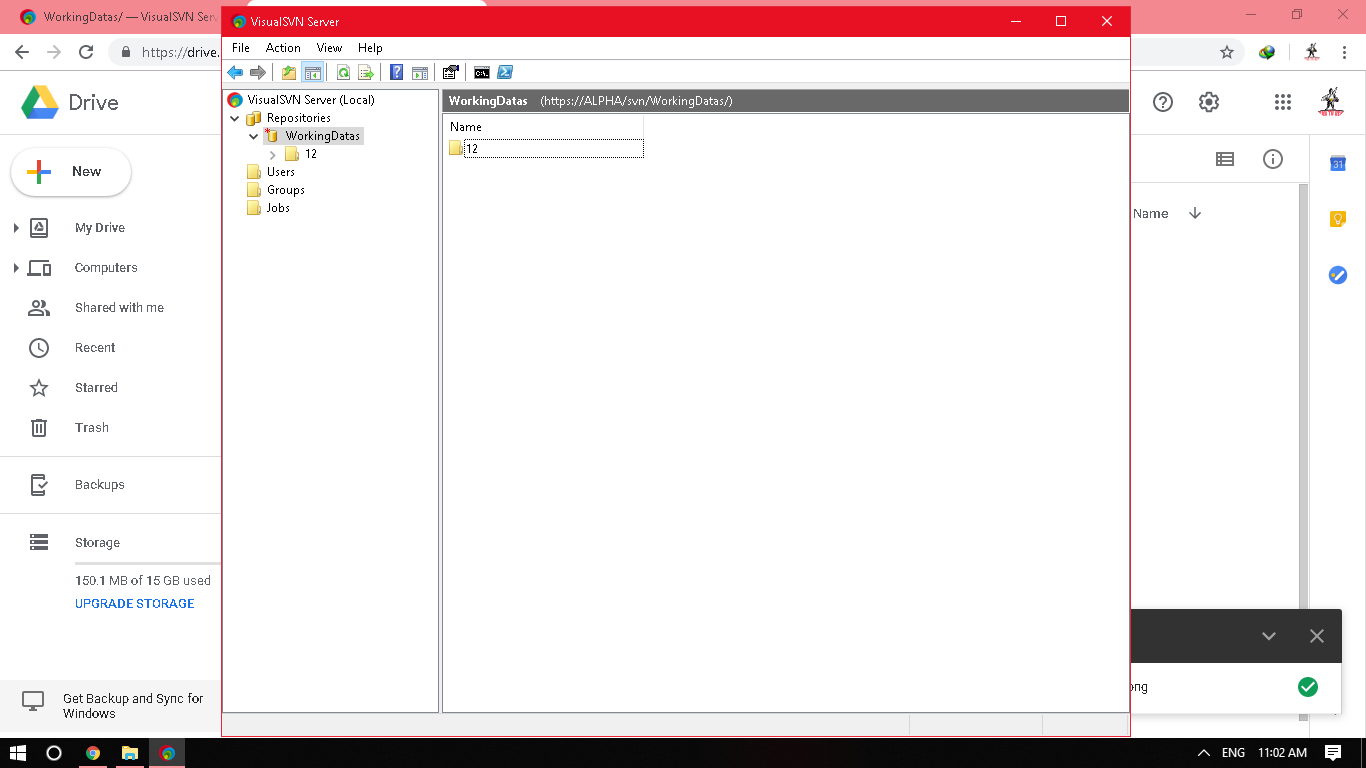 WorkingDatas/ — VisualSVN Ser
VisualSVN Server
https://drive.
File Action View Help
Drive
New
My Drive
Computers
Shared with me
Recent
Starred
Trash
Backups
Storage
150.1 MB of 15 GB used
UPGRADE STORAGE
Get Backup and Sync for
Windows
VisualSVN Server (Local)
Repositories
WorkingDatas
12
Users
Groups
Jobs
WorkingDatas (https://ALPHA/svn/WorkingDatas/)
Name
12
Name
31
ong
ENG 11:02 AM